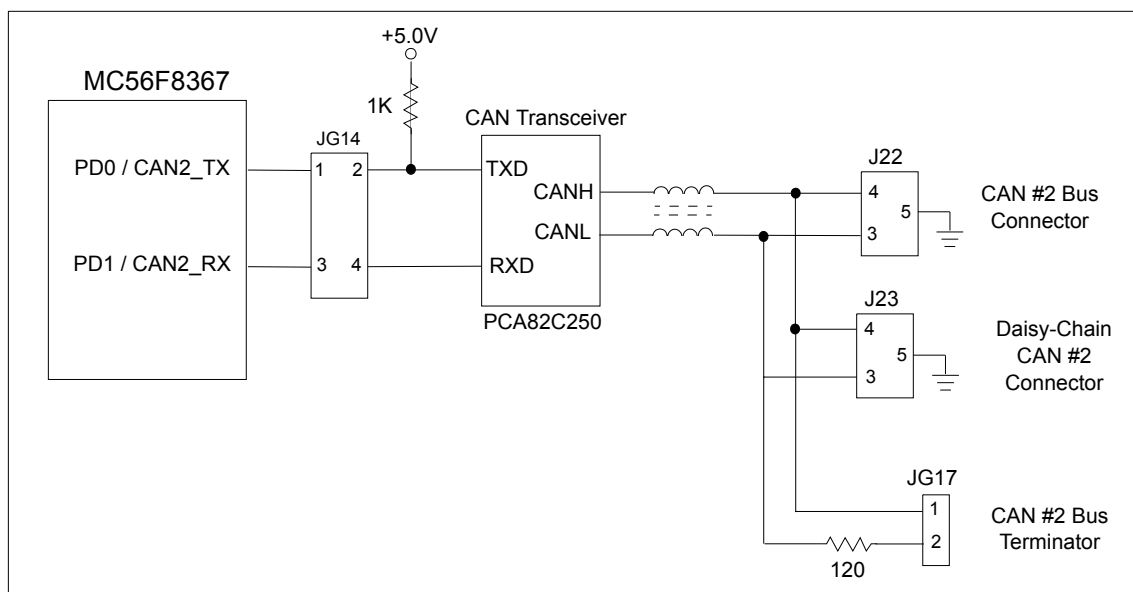 +5.0V
MC56F8367
1K
CAN Transceiver
JG14
J22
PD0 / CAN2_TX
1
2
TXD
CANH
4
5
CAN #2 Bus
Connector
CANL
3
PD1 / CAN2_RX
3
4
RXD
J23
PCA82C250
4
5
3
Daisy-Chain
CAN #2
Connector
JG17
1
2
CAN #2 Bus
Terminator
120